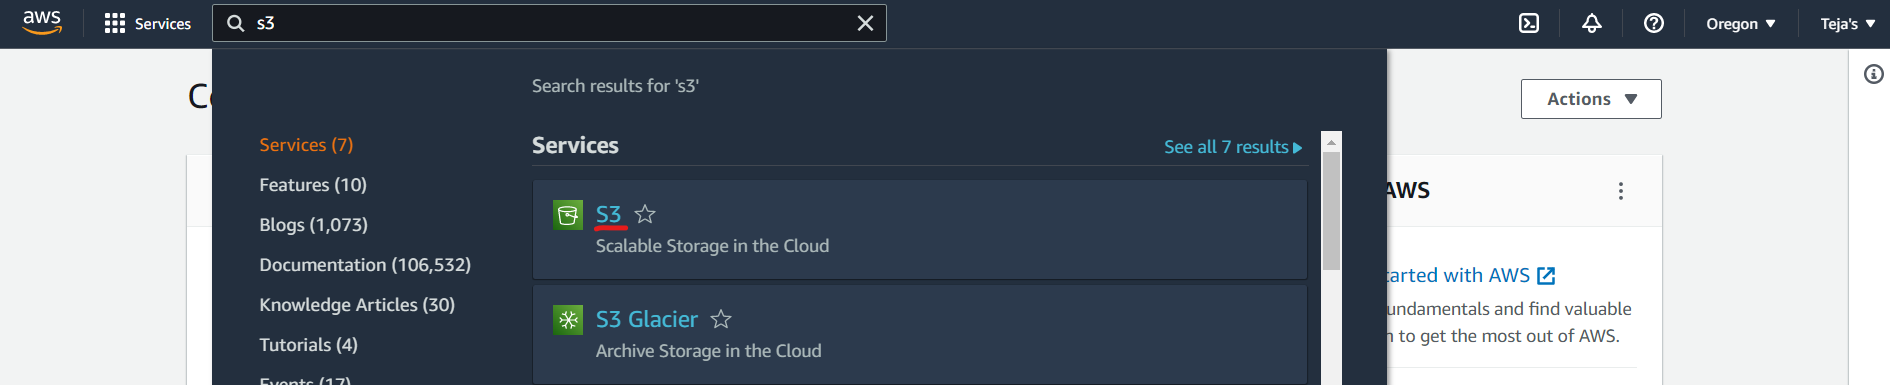 aws
Services
s3
Oregon
Teja's
Search results for 's3'
Actions
Services (7)
Features (10)
Blogs (1,073)
Documentation (106,532)
Knowledge Articles (30)
Tutorials (4)
Events (17)
Services
See all 7 results
S3
Scalable Storage in the Cloud
S3 Glacier
Archive Storage in the Cloud
AWS
with AWS
and find valuable
to get the most out of AWS.